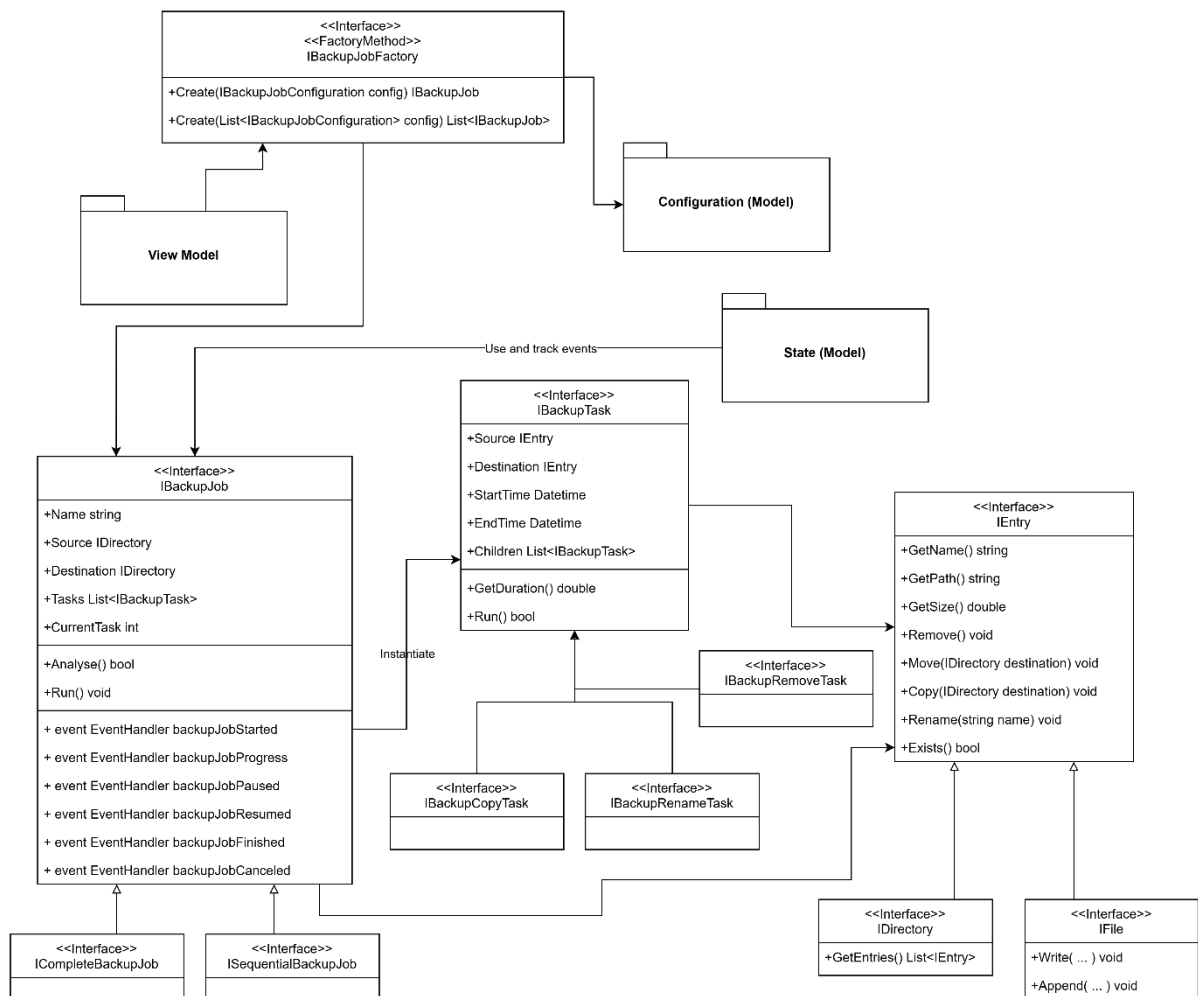 <<Interface>>
<<FactoryMethod>>
IBackupJobFactory
+Create(IBackupJobConfiguration config) IBackupJob
+Create(List<IBackupJobConfiguration> config) List<IBackupJob>
Configuration (Model)
View Model
State (Model)
Use and track events
<<Interface>>
IBackupTask
+Source IEntry
+Destination IEntry
+StartTime Datetime
+EndTime Datetime
+Children List<IBackupTask>
+GetDuration() double
+Run() bool
<<Interface>>
IBackupJob
+Name string
+Source IDirectory
+Destination IDirectory
+Tasks List<IBackupTask>
+CurrentTask int
+Analyse() bool
+Run() void
+ event EventHandler backupJobStarted
+ event EventHandler backupJobProgress
+ event EventHandler backupJobPaused
+ event EventHandler backupJobResumed
+ event EventHandler backupJobFinished
+ event EventHandler backupJobCanceled
Instantiate
<<Interface>>
IEntry
+GetName() string
+GetPath() string
+GetSize() double
+Remove() void
+Move(IDirectory destination) void
+Copy(IDirectory destination) void
+Rename(string name) void
+Exists() bool
<<Interface>>
IBackupRemoveTask
<<Interface>>
IBackupCopyTask
<<Interface>>
IBackupRenameTask
<<Interface>>
ICompleteBackupJob
<<Interface>>
ISequentialBackupJob
<<Interface>>
IDirectory
+GetEntries() List<IEntry>
<<Interface>>
IFile
+Write( ... ) void
+Append( ... ) void